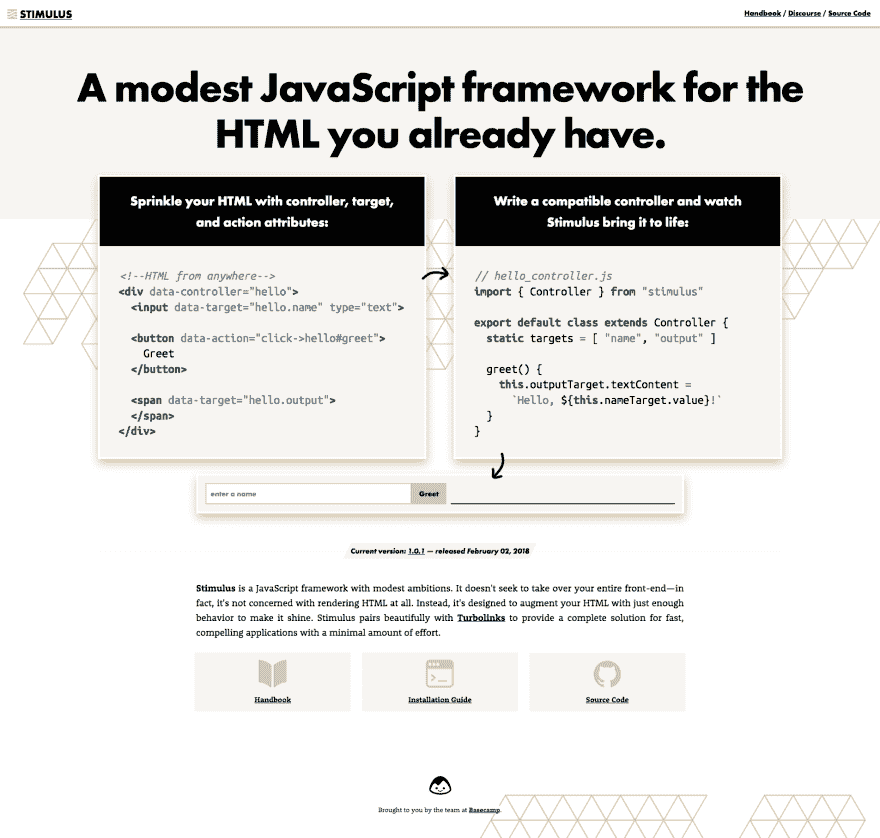 STIMULUS
Handbook / Discourse / Source Code
A modest JavaScript framework for the
HTML you already have.
Sprinkle your HTML with controller, target,
and action attributes:
<!--HTML from anywhere-->
<div data-controller="hello">
  <input data-target="hello.name" type="text">

  <button data-action="click->hello#greet">
    Greet
  </button>

  <span data-target="hello.output">
  </span>
</div>
Write a compatible controller and watch
Stimulus bring it to life:
// hello_controller.js
import { Controller } from "stimulus"

export default class extends Controller {
  static targets = [ "name", "output" ]

  greet() {
    this.outputTarget.textContent =
      `Hello, ${this.nameTarget.value}!`
  }
}
enter a name
Greet
Current version: 1.0.1 — released February 02, 2018
Stimulus is a JavaScript framework with modest ambitions. It doesn't seek to take over your entire front-end—in
fact, it's not concerned with rendering HTML at all. Instead, it's designed to augment your HTML with just enough
behavior to make it shine. Stimulus pairs beautifully with Turbolinks to provide a complete solution for fast,
compelling applications with a minimal amount of effort.
Handbook
Installation Guide
Source Code
Brought to you by the team at Basecamp.